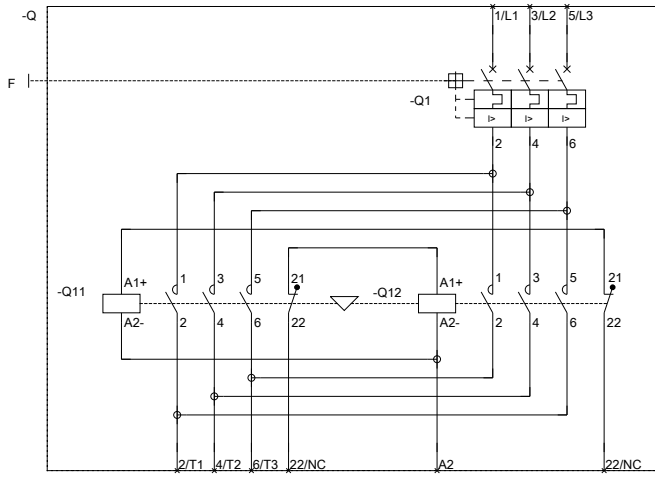 -Q 1/L1 3/L2 5/L3
F
-Q1
I> I> I>
2 4 6
A1+ 1 3 5 21 A1+ 1 3 5 21
-Q11 -Q12
A2- 2 4 6 22 A2- 2 4 6 22
2/T1 4/T2 6/T3 22/NC A2 22/NC